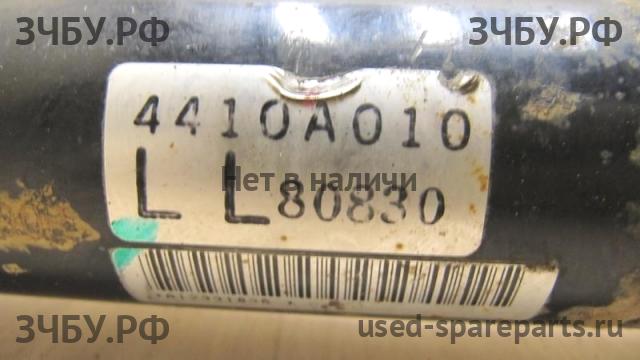 ЗЧБУ.РФ ЗЧБУ.РФ
4410A010
Нет в наличи
L L80830
ЗЧБУ.РФ used-spareparts.ru